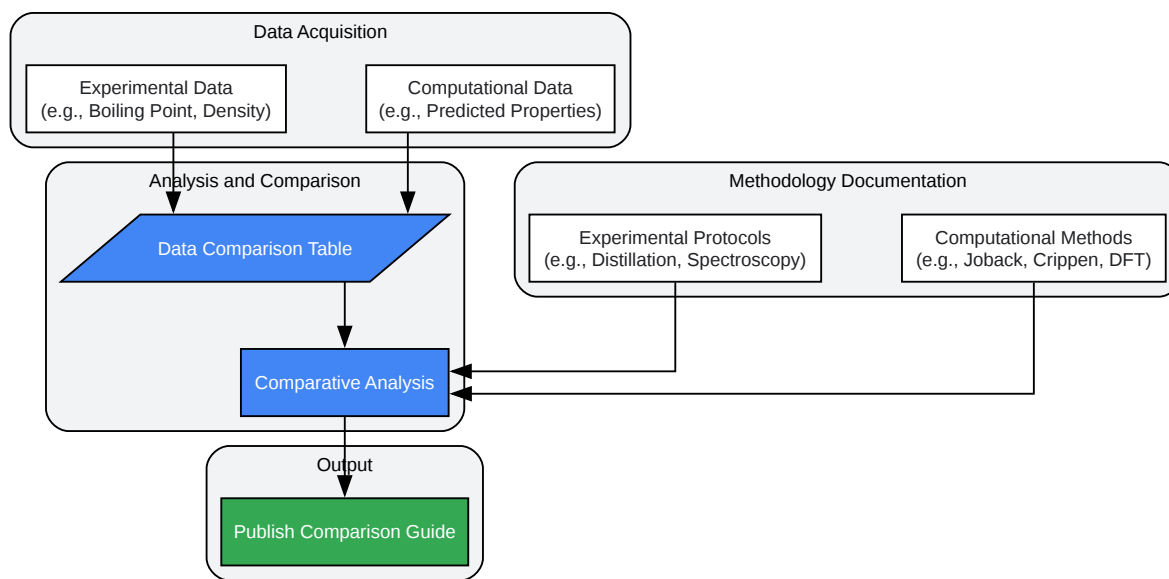 Data Acquisition
Experimental Data
(e.g., Boiling Point, Density)
Computational Data
(e.g., Predicted Properties)
Analysis and Comparison
Data Comparison Table
Comparative Analysis
Methodology Documentation
Experimental Protocols
(e.g., Distillation, Spectroscopy)
Computational Methods
(e.g., Joback, Crippen, DFT)
Output
Publish Comparison Guide